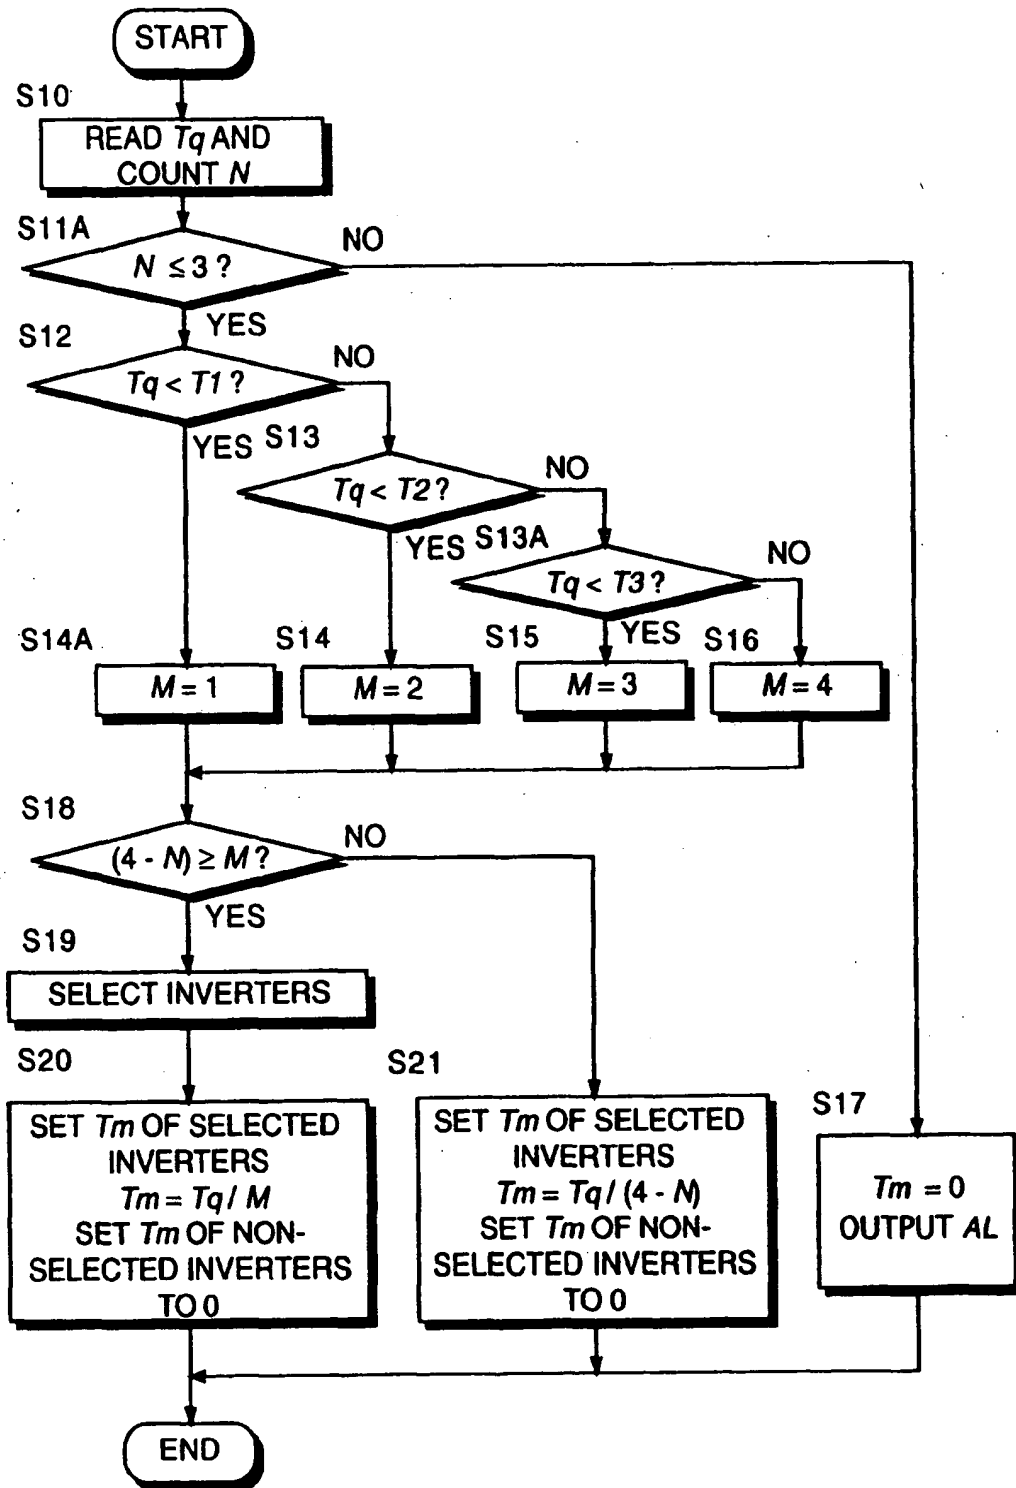 START
S10
READ Tq AND
COUNT N
S11A
N ≤ 3 ?
NO
YES
S12
Tq < T1 ?
NO
YES
S13
Tq < T2 ?
NO
YES
S13A
Tq < T3 ?
NO
YES
S14A
M = 1
S14
M = 2
S15
M = 3
S16
M = 4
S18
(4 - N) ≥ M ?
NO
YES
S19
SELECT INVERTERS
S20
SET Tm OF SELECTED
INVERTERS
Tm = Tq / M
SET Tm OF NON-
SELECTED INVERTERS
TO 0
S21
SET Tm OF SELECTED
INVERTERS
Tm = Tq / (4 - N)
SET Tm OF NON-
SELECTED INVERTERS
TO 0
S17
Tm = 0
OUTPUT AL
END